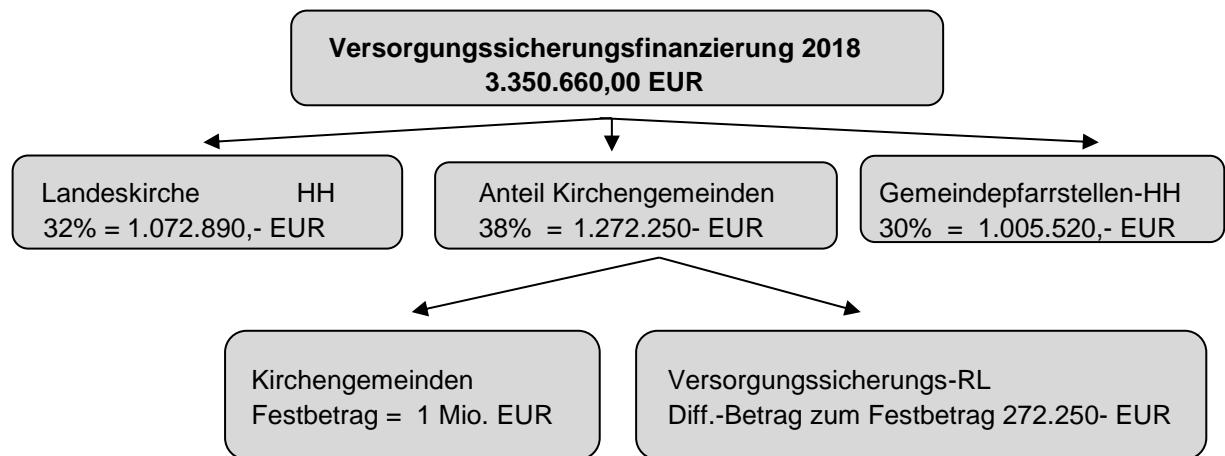 Versorgungssicherungsfinanzierung 2018
3.350.660,00 EUR
Landeskirche HH
32% = 1.072.890,- EUR
Anteil Kirchengemeinden
38% = 1.272.250- EUR
Gemeindepfarrstellen-HH
30% = 1.005.520,- EUR
Kirchengemeinden
Festbetrag = 1 Mio. EUR
Versorgungssicherungs-RL
Diff.-Betrag zum Festbetrag 272.250- EUR